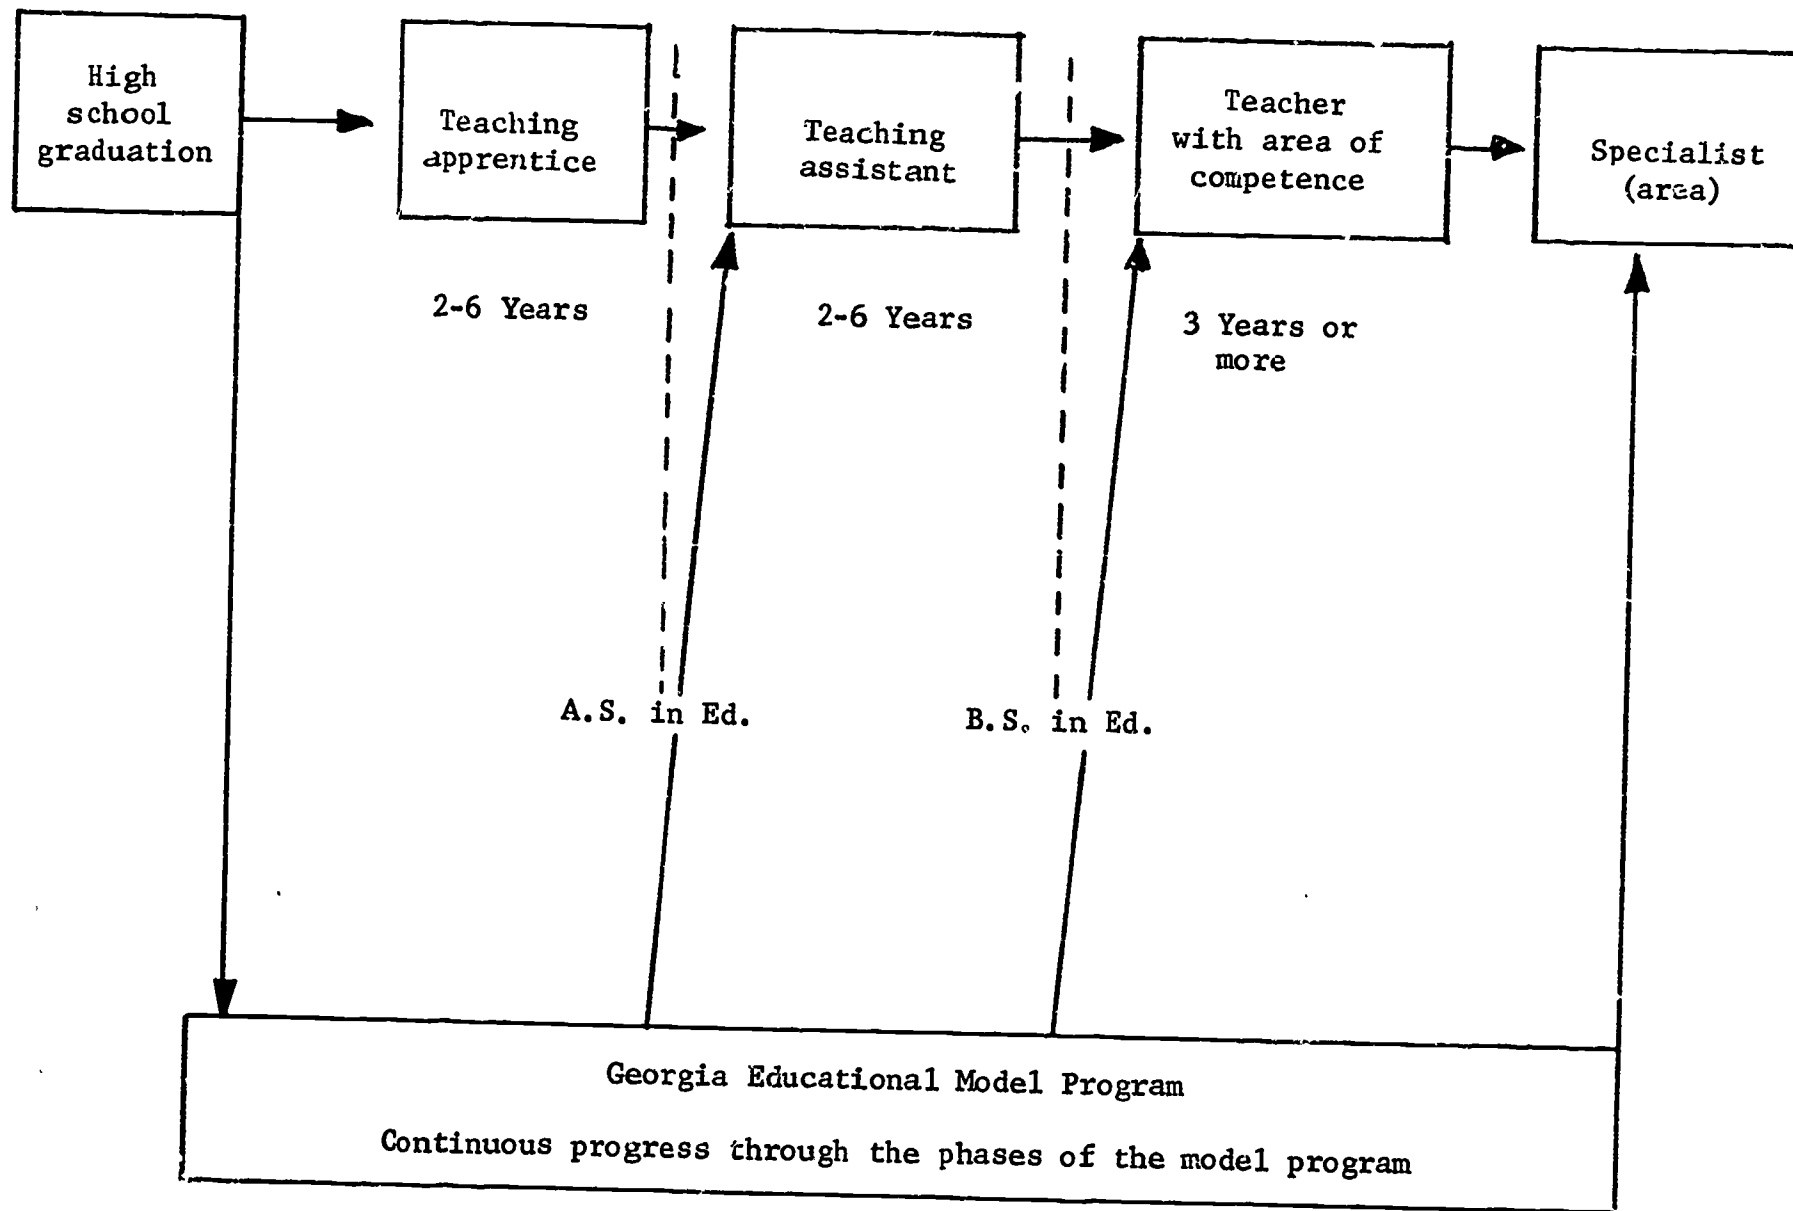 High
school
graduation
Teaching
apprentice
Teaching
assistant
Teacher
with area of
competence
Specialist
(area)
2-6 Years
2-6 Years
3 Years or
more
A.S. in Ed.
B.S. in Ed.
Georgia Educational Model Program
Continuous progress through the phases of the model program